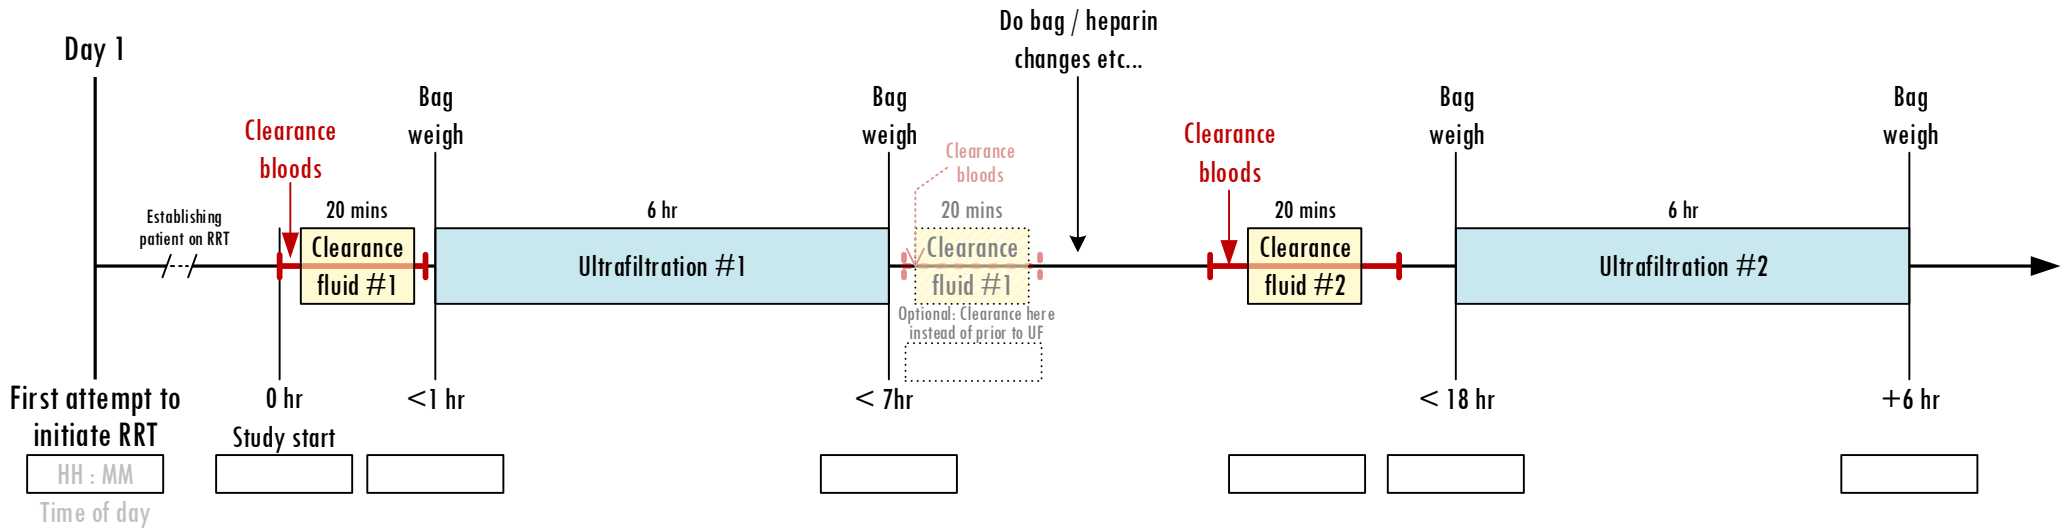 Do bag / heparin
changes etc...
Day 1
Bag
weigh
Bag
weigh
Bag
weigh
Bag
weigh
Clearance
bloods
Clearance
bloods
Clearance
bloods
Establishing
patient on RRT
20 mins
Clearance
fluid #1
6 hr
Ultrafiltration #1
20 mins
Clearance
fluid #1
Optional: Clearance here
instead of prior to UF
20 mins
Clearance
fluid #2
6 hr
Ultrafiltration #2
First attempt to
initiate RRT
HH : MM
Time of day
0 hr
Study start
<1 hr
< 7hr
< 18 hr
+6 hr